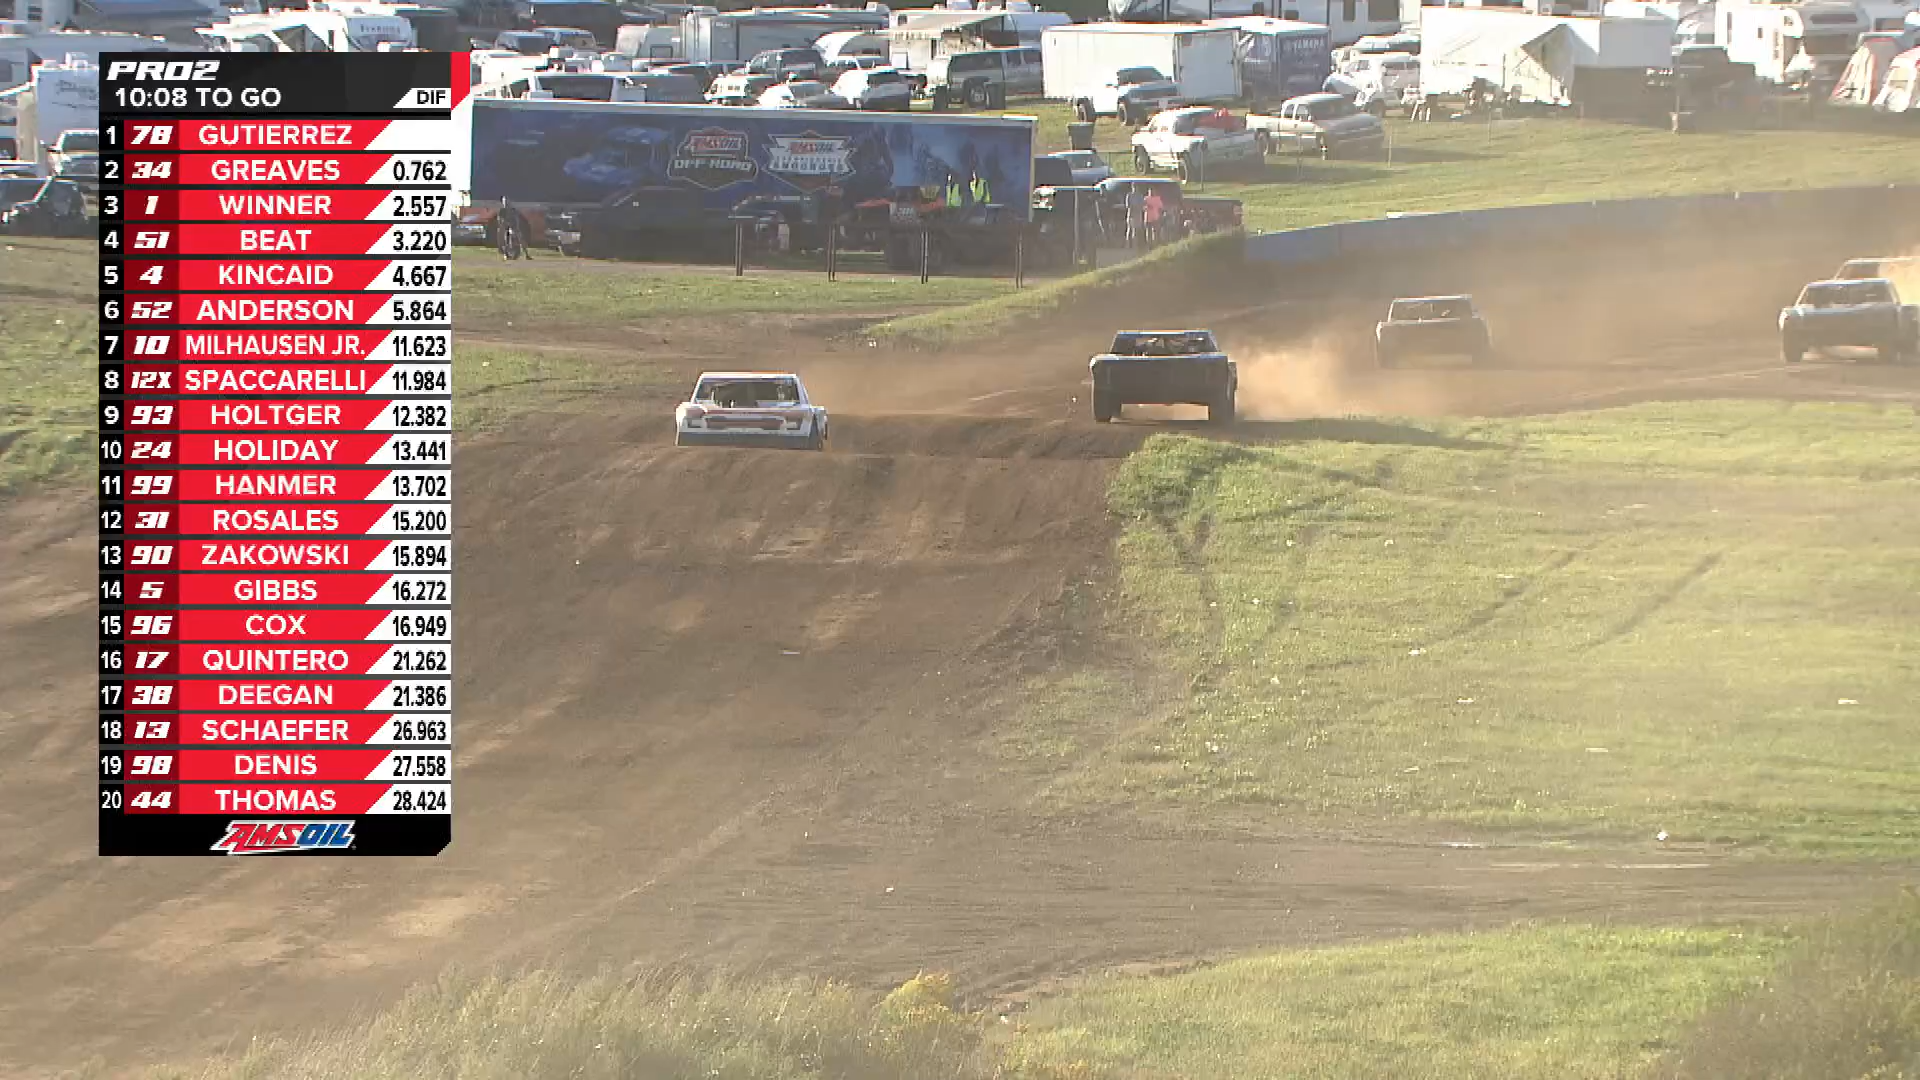 PRO2
10:08 TO GO
DIF
1 78 GUTIERREZ
2 34 GREAVES 0.762
3 1 WINNER 2.557
4 51 BEAT 3.220
5 4 KINCAID 4.667
6 52 ANDERSON 5.864
7 10 MILHAUSEN JR. 11.623
8 12X SPACCARELLI 11.984
9 93 HOLTGER 12.382
10 24 HOLIDAY 13.441
11 99 HANMER 13.702
12 31 ROSALES 15.200
13 90 ZAKOWSKI 15.894
14 5 GIBBS 16.272
15 96 COX 16.949
16 17 QUINTERO 21.262
17 38 DEEGAN 21.386
18 13 SCHAEFER 26.963
19 98 DENIS 27.558
20 44 THOMAS 28.424
AMSOIL
AMSOIL
OFF ROAD
AMSOIL
YAMAHA